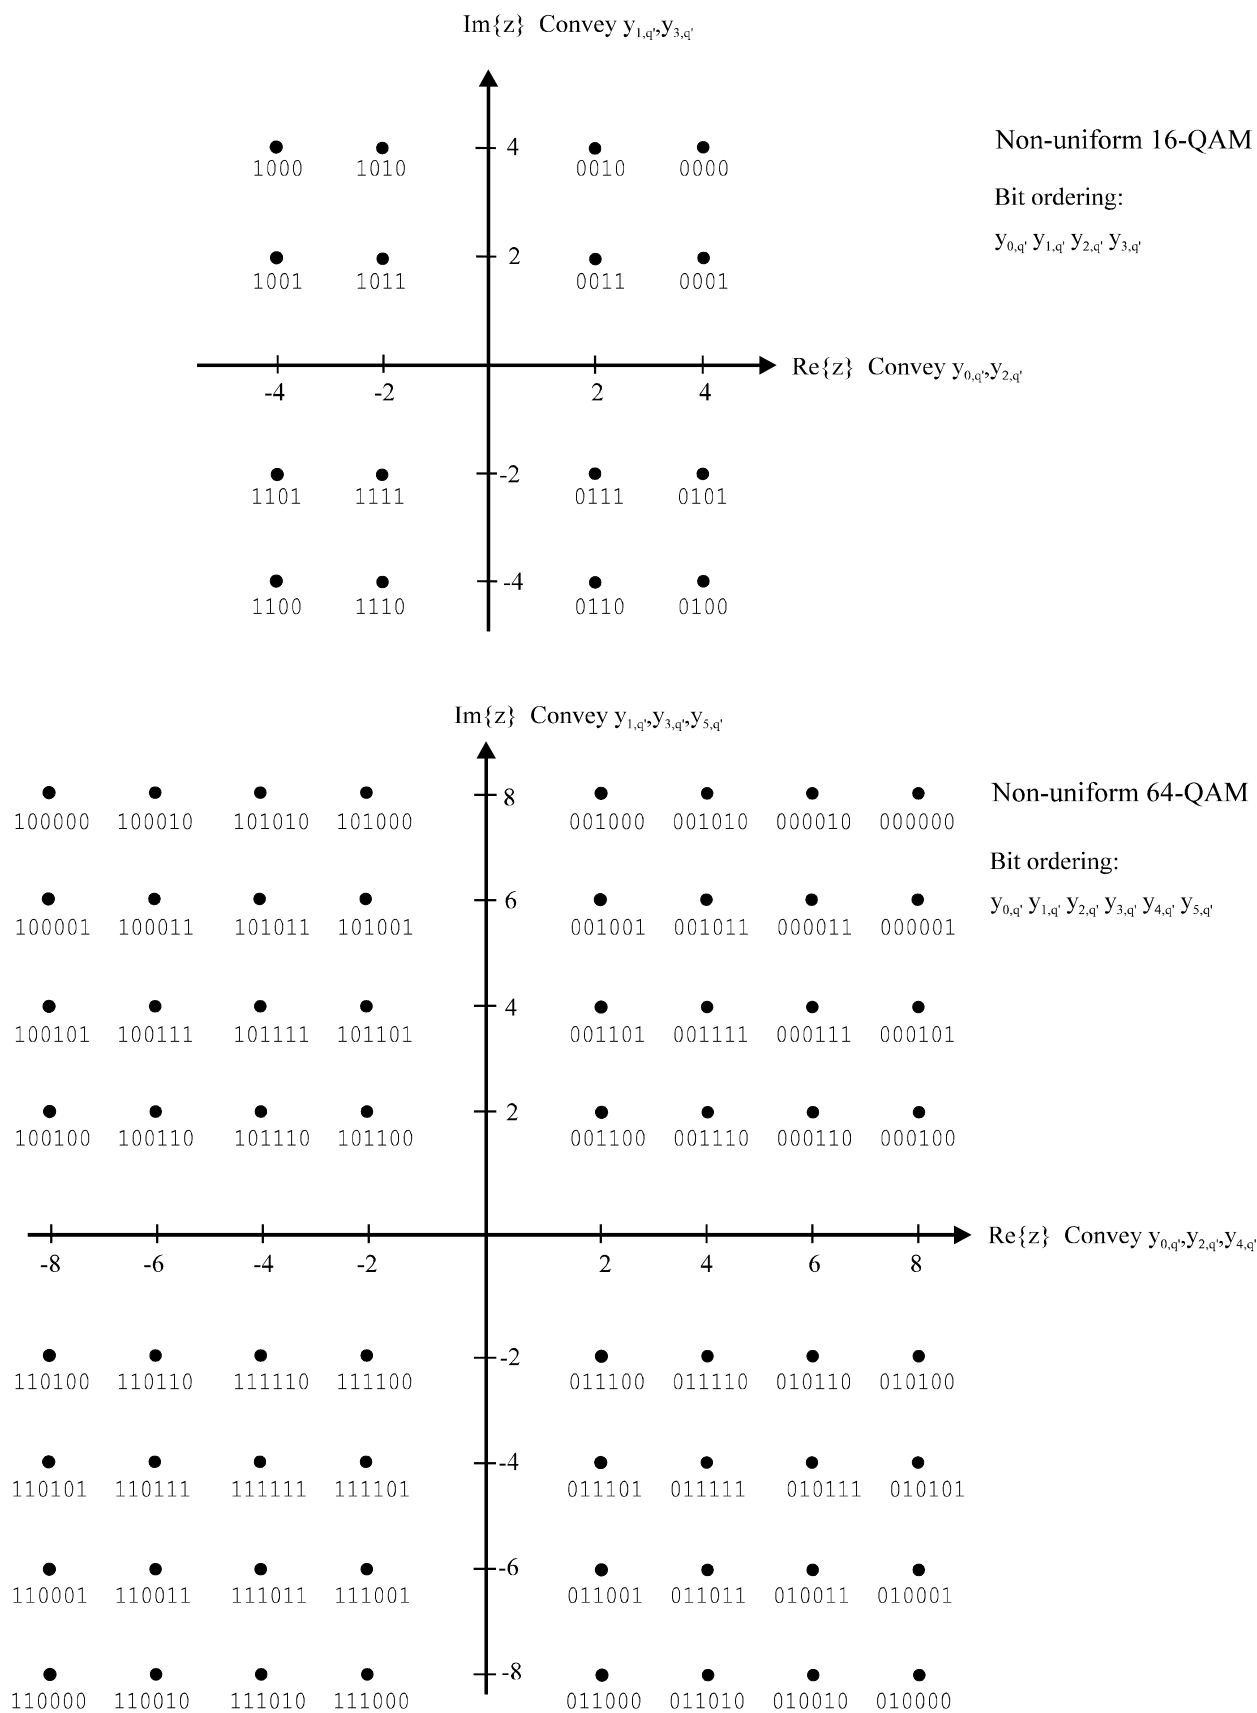 Im{z} Convey y1,q',y3,q'
4
Non-uniform 16-QAM
1000 1010 0010 0000
Bit ordering:
y0,q' y1,q' y2,q' y3,q'
2
1001 1011 0011 0001
Re{z} Convey y0,q',y2,q'
-4 -2 2 4
-2
1101 1111 0111 0101
-4
1100 1110 0110 0100
Im{z} Convey y1,q',y3,q',y5,q'
8
Non-uniform 64-QAM
100000 100010 101010 101000 001000 001010 000010 000000
Bit ordering:
6
y0,q' y1,q' y2,q' y3,q' y4,q' y5,q'
100001 100011 101011 101001 001001 001011 000011 000001
4
100101 100111 101111 101101 001101 001111 000111 000101
2
100100 100110 101110 101100 001100 001110 000110 000100
Re{z} Convey y0,q',y2,q',y4,q'
-8 -6 -4 -2 2 4 6 8
-2
110100 110110 111110 111100 011100 011110 010110 010100
-4
110101 110111 111111 111101 011101 011111 010111 010101
-6
110001 110011 111011 111001 011001 011011 010011 010001
-8
110000 110010 111010 111000 011000 011010 010010 010000